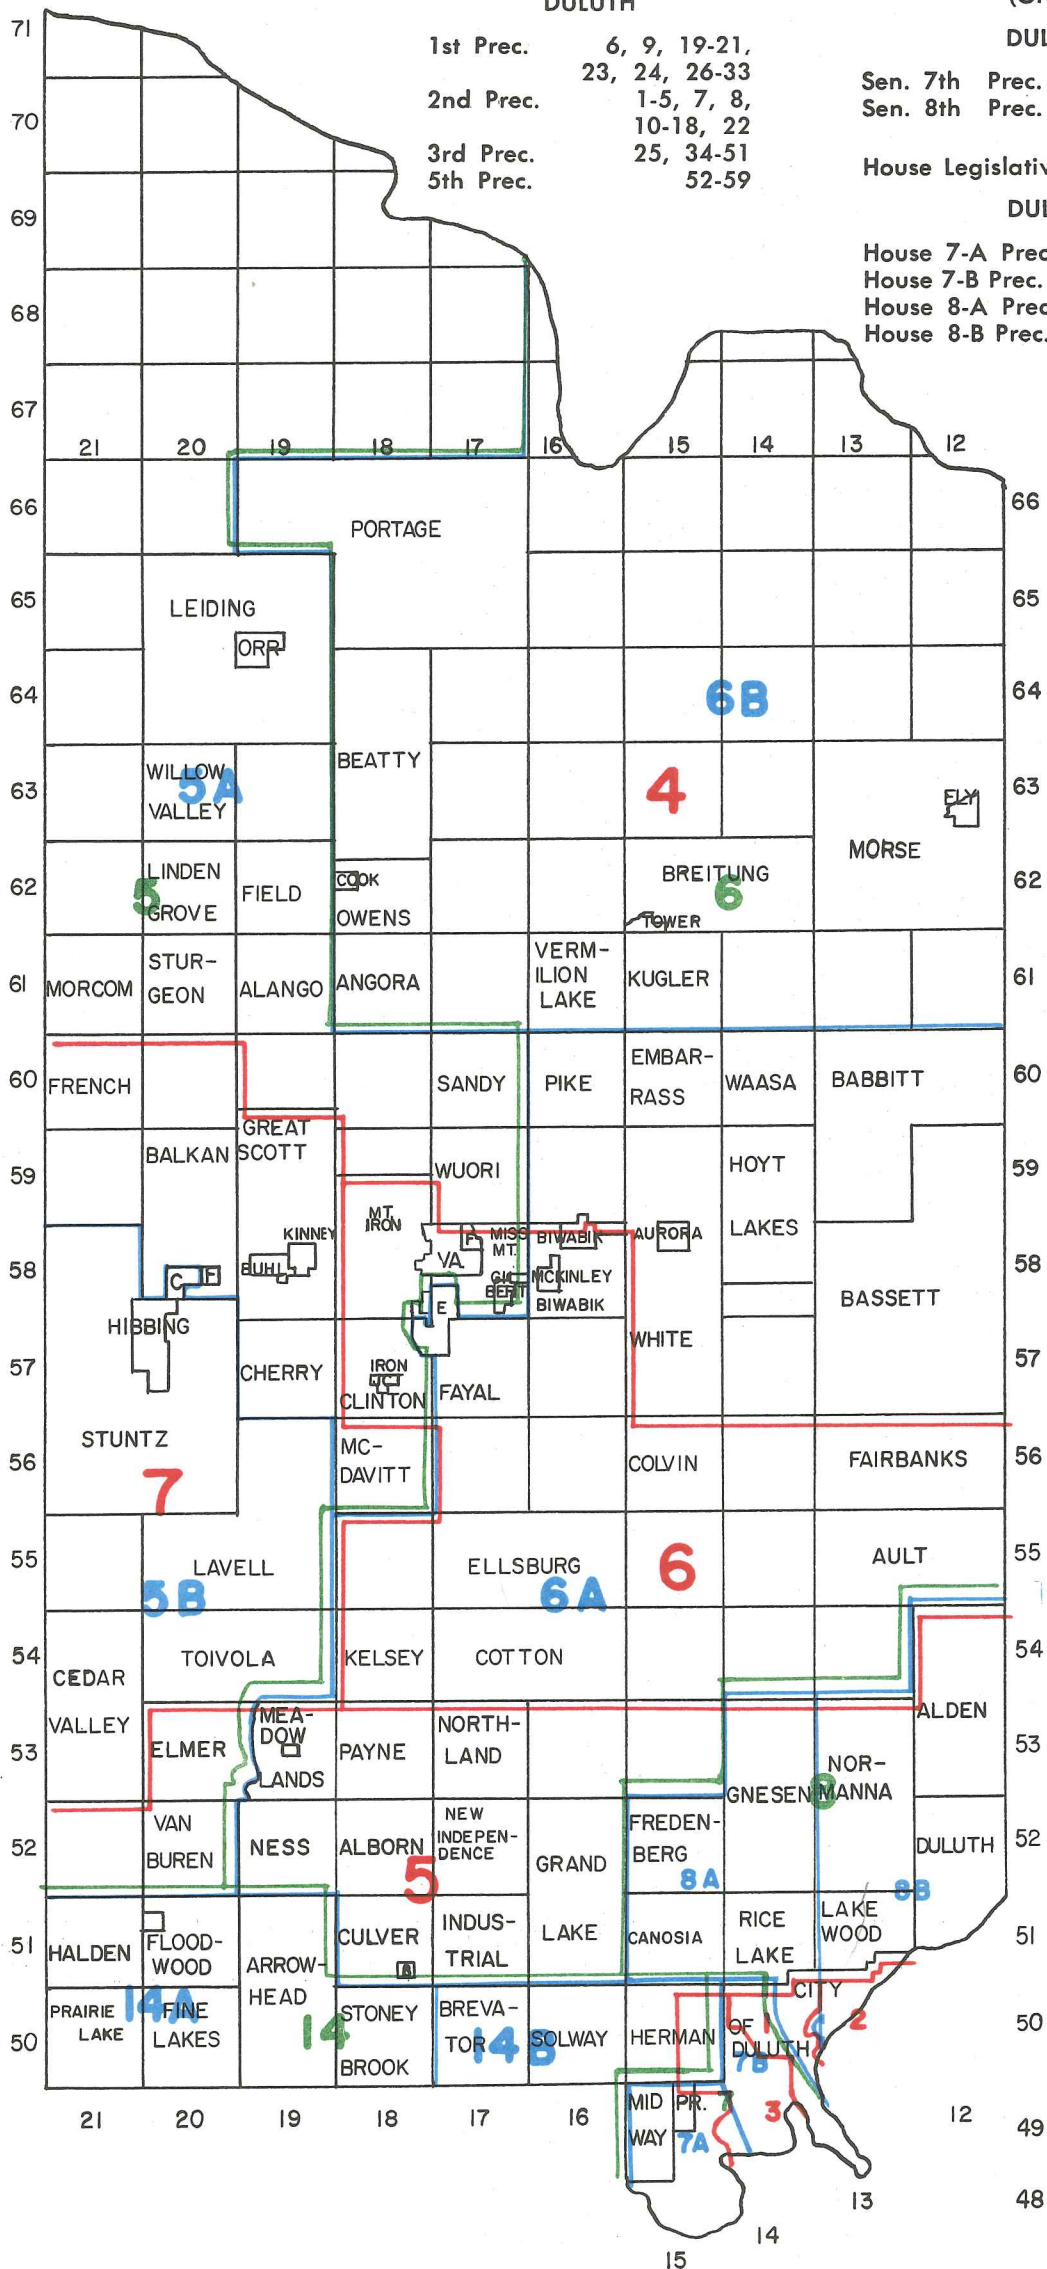 DULUTH
1st Prec. 6, 9, 19-21,
23, 24, 26-33
2nd Prec. 1-5, 7, 8,
10-18, 22
3rd Prec. 25, 34-51
5th Prec. 52-59
DUL
Sen. 7th Prec.
Sen. 8th Prec.
House Legislativ
DUL
House 7-A Prec
House 7-B Prec.
House 8-A Prec
House 8-B Prec.
71
70
69
68
67
21 20 19 18 17 16 15 14 13 12
66 PORTAGE 66
65 LEIDING 65
ORR
64 6B 64
BEATTY
63 WILLOW 5A 4 ELY 63
VALLEY
MORSE
LINDEN COOK BREITUNG
62 5 FIELD 6 62
GROVE OWENS TOWER
VERM-
STUR- ILION KUGLER
61 MORCOM GEON ALANGO ANGORA LAKE 61
EMBAR-
60 FRENCH SANDY PIKE RASS WAASA BABBITT 60
GREAT
BALKAN SCOTT
59 WUORI HOYT 59
MT.
IRON
KINNEY F MISS BIWABIK AURORA LAKES
MT.
58 C F BUHL VA. GIL BERT MCKINLEY 58
E BIWABIK BASSETT
HIBBING WHITE
57 CHERRY IRON 57
JCT
CLINTON FAYAL
STUNTZ MC-
56 DAVITT COLVIN FAIRBANKS 56
7
55 LAVELL ELLSBURG 6 AULT 55
5B 6A
54 TOIVOLA KELSEY COTTON 54
CEDAR
VALLEY MEA- NORTH- ALDEN
53 ELMER DOW PAYNE LAND 53
LANDS NOR-
GNESEN 8 MANNA
VAN NEW FREDEN-
52 BUREN NESS ALBORN INDEPEN- BERG DULUTH 52
DENCE
GRAND
5 8A 8B
CULVER INDUS- LAKE RICE LAKE
WOOD
51 HALDEN FLOOD- TRIAL CANOSIA LAKE 51
WOOD ARROW- A
HEAD CITY
PRAIRIE 14A FINE STONEY BREVA- 1 2
50 LAKE LAKES 14 TOR 14B SOLWAY HERMAN OF 50
BROOK DULUTH
7B
MID PR. 7 3
21 20 19 18 17 16 WAY 7A 12 49
13 48
14
15